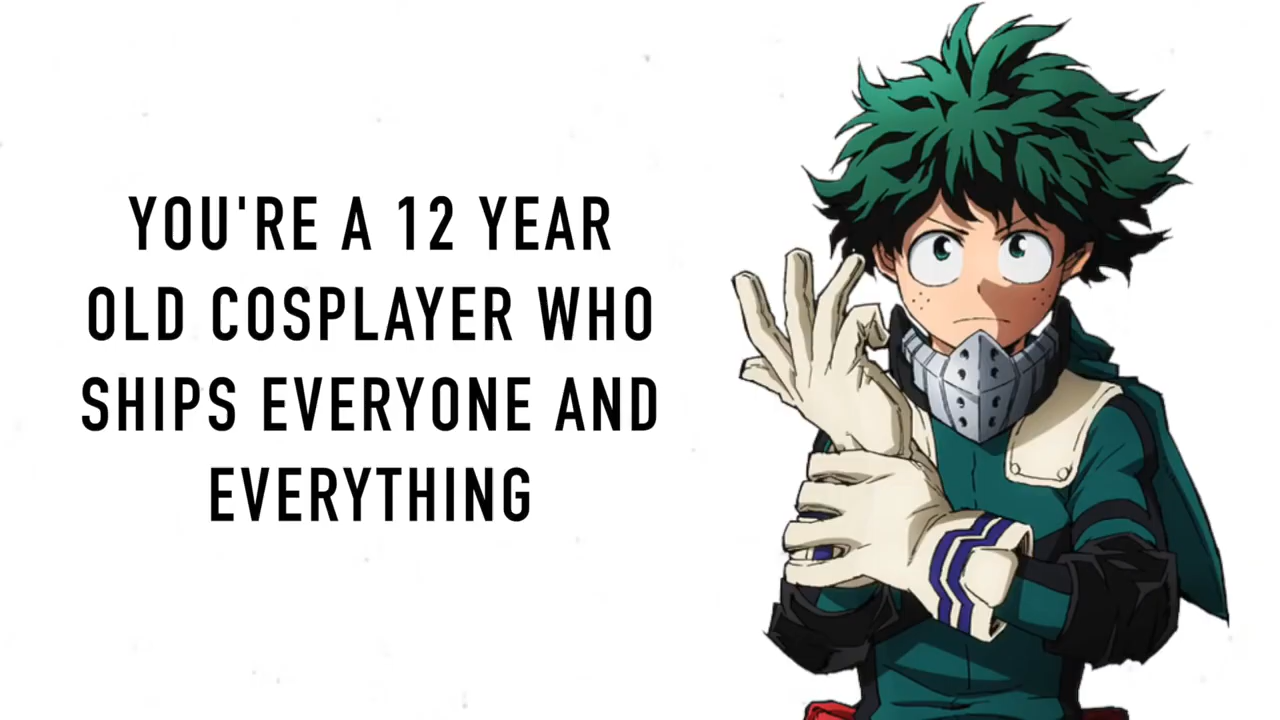 YOU'RE A 12 YEAR
OLD COSPLAYER WHO
SHIPS EVERYONE AND
EVERYTHING